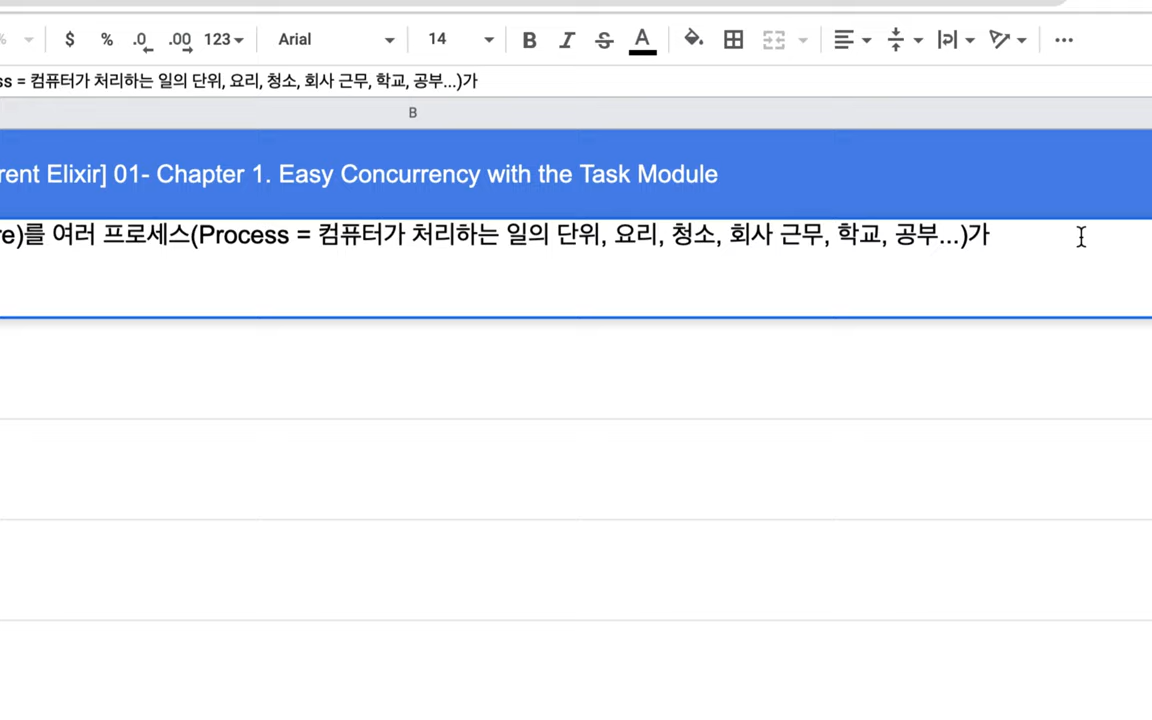 $ % .0 .00 123 Arial 14 B I S A
ss = 컴퓨터가 처리하는 일의 단위, 요리, 청소, 회사 근무, 학교, 공부...)가
B
rent Elixir] 01- Chapter 1. Easy Concurrency with the Task Module
re)를 여러 프로세스(Process = 컴퓨터가 처리하는 일의 단위, 요리, 청소, 회사 근무, 학교, 공부...)가